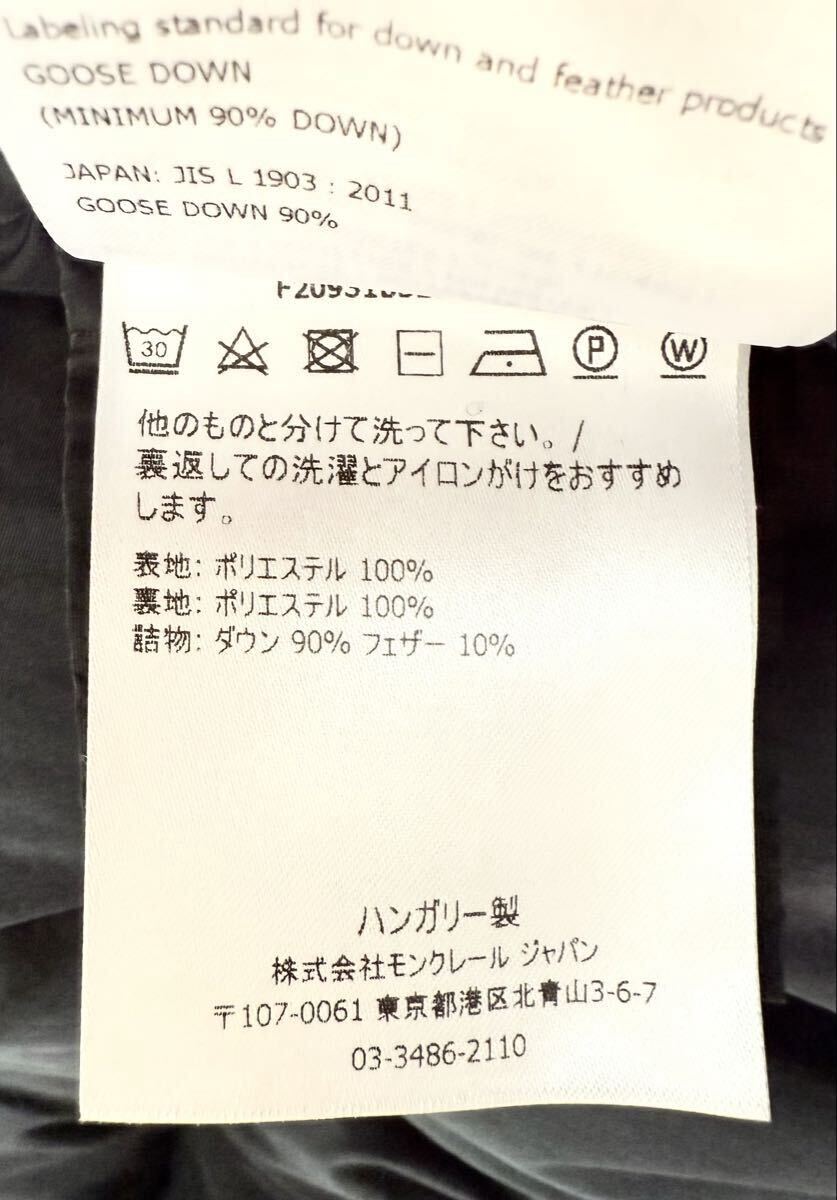 Labeling standard for down and feather products
GOOSE DOWN
(MINIMUM 90% DOWN)
JAPAN: JIS L 1903 : 2011
GOOSE DOWN 90%
30
P
W
他のものと分けて洗って下さい。/
裏返しての洗濯とアイロンがけをおすすめ
します。
表地: ポリエステル 100%
裏地: ポリエステル 100%
詰物: ダウン 90% フェザー 10%
ハンガリー製
株式会社モンクレール ジャパン
〒107-0061 東京都港区北青山3-6-7
03-3486-2110